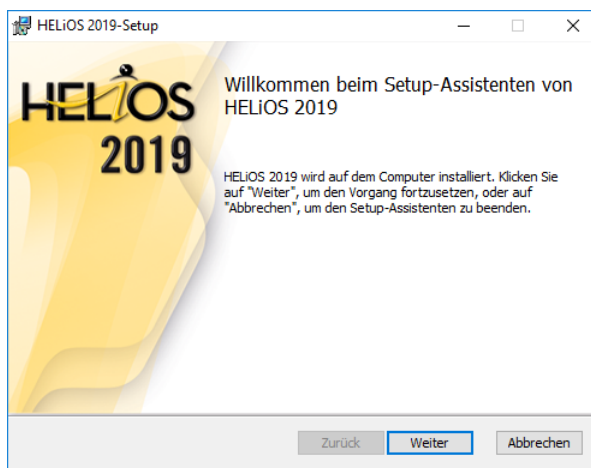 HELiOS 2019-Setup
HELiOS
2019
Willkommen beim Setup-Assistenten von
HELiOS 2019
HELiOS 2019 wird auf dem Computer installiert. Klicken Sie
auf "Weiter", um den Vorgang fortzusetzen, oder auf
"Abbrechen", um den Setup-Assistenten zu beenden.
Zurück Weiter Abbrechen